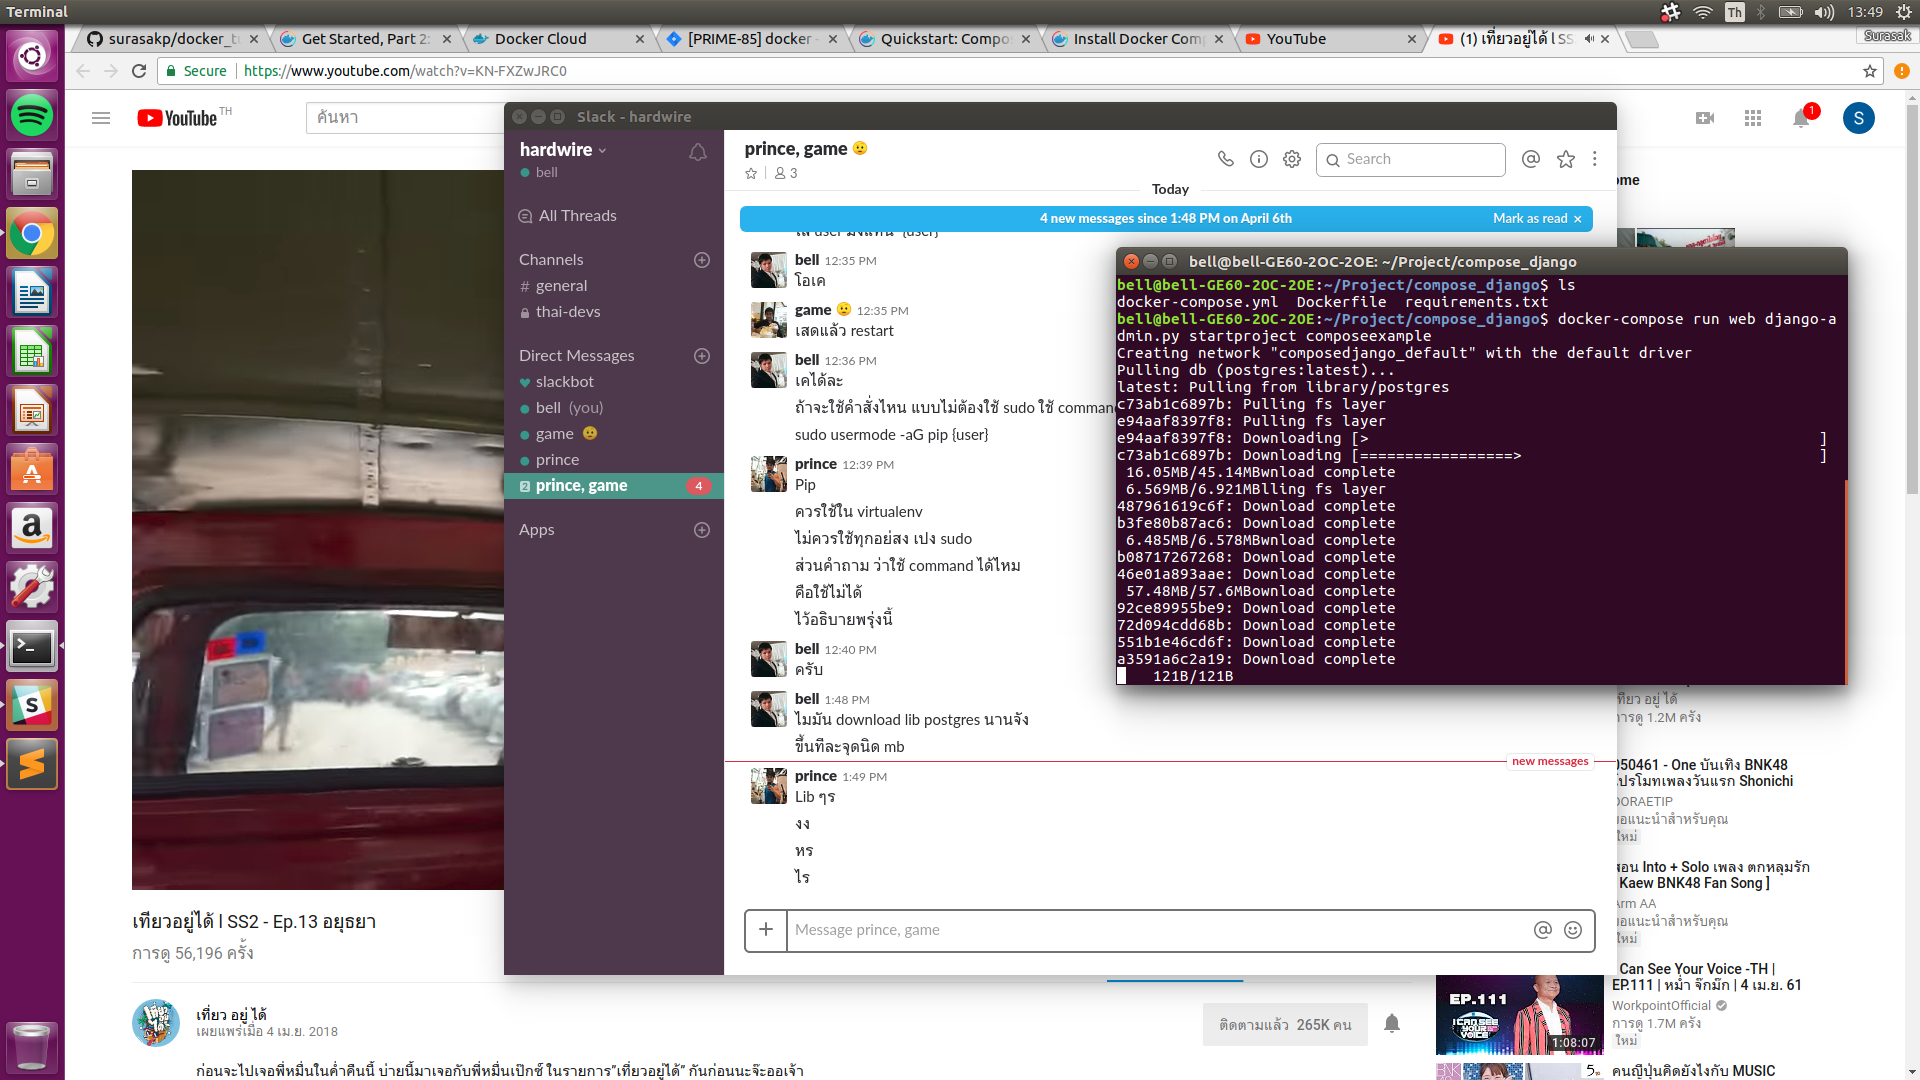 Terminal
Th
13:49
surasakp/docker_t
Get Started, Part 2:
Docker Cloud
[PRIME-85] docker -
Quickstart: Compo
Install Docker Com
YouTube
(1) เที่ยวอยู่ได้ l SS
Surasak
Secure
https://www.youtube.com/watch?v=KN-FXZwJRC0
YouTube TH
ค้นหา
1
S
Slack - hardwire
hardwire
bell
All Threads
Channels
# general
thai-devs
Direct Messages
slackbot
bell (you)
game
prince
2 prince, game 4
Apps
prince, game
3
Search
Today
4 new messages since 1:48 PM on April 6th
Mark as read ×
bell 12:35 PM
โอเค
game 12:35 PM
เสดแล้ว restart
bell 12:36 PM
เคได้ละ
ถ้าจะใช้คำสั่งไหน แบบไม่ต้องใช้ sudo ใช้ comman
sudo usermode -aG pip {user}
prince 12:39 PM
Pip
ควรใช้ใน virtualenv
ไม่ควรใช้ทุกอย่สง เปง sudo
ส่วนคำถาม ว่าใช้ command ได้ไหม
คือใช้ไม่ได้
ไว้อธิบายพรุ่งนี้
bell 12:40 PM
ครับ
bell 1:48 PM
ไมมัน download lib postgres นานจัง
ขึ้นทีละจุดนิด mb
new messages
prince 1:49 PM
Lib ๆร
งง
หร
ไร
Message prince, game
bell@bell-GE60-2OC-2OE: ~/Project/compose_django
bell@bell-GE60-2OC-2OE:~/Project/compose_django$ ls
docker-compose.yml Dockerfile requirements.txt
bell@bell-GE60-2OC-2OE:~/Project/compose_django$ docker-compose run web django-a
dmin.py startproject composeexample
Creating network "composedjango_default" with the default driver
Pulling db (postgres:latest)...
latest: Pulling from library/postgres
c73ab1c6897b: Pulling fs layer
e94aaf8397f8: Pulling fs layer
e94aaf8397f8: Downloading [> ]
c73ab1c6897b: Downloading [=================> ]
16.05MB/45.14MBwnload complete
6.569MB/6.921MBlling fs layer
487961619c6f: Download complete
b3fe80b87ac6: Download complete
6.485MB/6.578MBwnload complete
b08717267268: Download complete
46e01a893aae: Download complete
57.48MB/57.6MBownload complete
92ce89955be9: Download complete
72d094cdd68b: Download complete
551b1e46cd6f: Download complete
a3591a6c2a19: Download complete
121B/121B
ome
เที่ยว อยู่ ได้
การดู 1.2M ครั้ง
050461 - One บันเทิง BNK48
โปรโมทเพลงวันแรก Shonichi
DORAETIP
ขอแนะนำสำหรับคุณ
ใหม่
สอน Into + Solo เพลง ตกหลุมรัก
Kaew BNK48 Fan Song ]
Arm AA
ขอแนะนำสำหรับคุณ
ใหม่
Can See Your Voice -TH |
EP.111 | หม่ำ จ๊กม๊ก | 4 เม.ย. 61
WorkpointOfficial
การดู 1.7M ครั้ง
ใหม่
EP.111
I CAN SEE YOUR VOICE
1:08:07
คนญี่ปุ่นคิดยังไงกับ MUSIC
เที่ยวอยู่ได้ l SS2 - Ep.13 อยุธยา
การดู 56,196 ครั้ง
เที่ยว อยู่ ได้
เผยแพร่เมื่อ 4 เม.ย. 2018
ติดตามแล้ว 265K คน
ก่อนจะไปเจอพี่หมื่นในค่ำคืนนี้ บ่ายนี้มาเจอกับพี่หมื่นเป๊กซ์ ในรายการ"เที่ยวอยู่ได้" กันก่อนนะจ๊ะออเจ้า